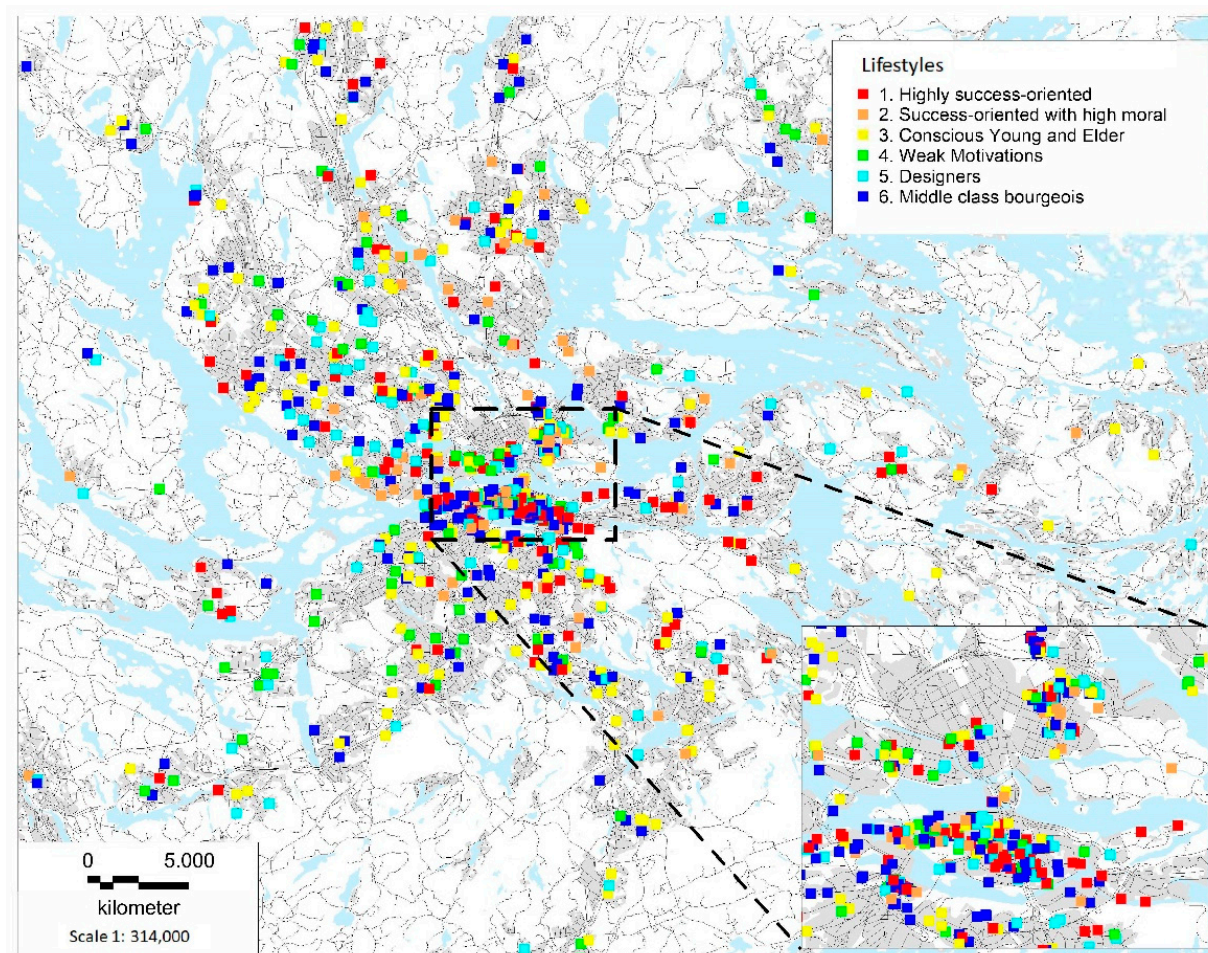 Lifestyles
1. Highly success-oriented
2. Success-oriented with high moral
3. Conscious Young and Elder
4. Weak Motivations
5. Designers
6. Middle class bourgeois
0 5.000
kilometer
Scale 1: 314,000